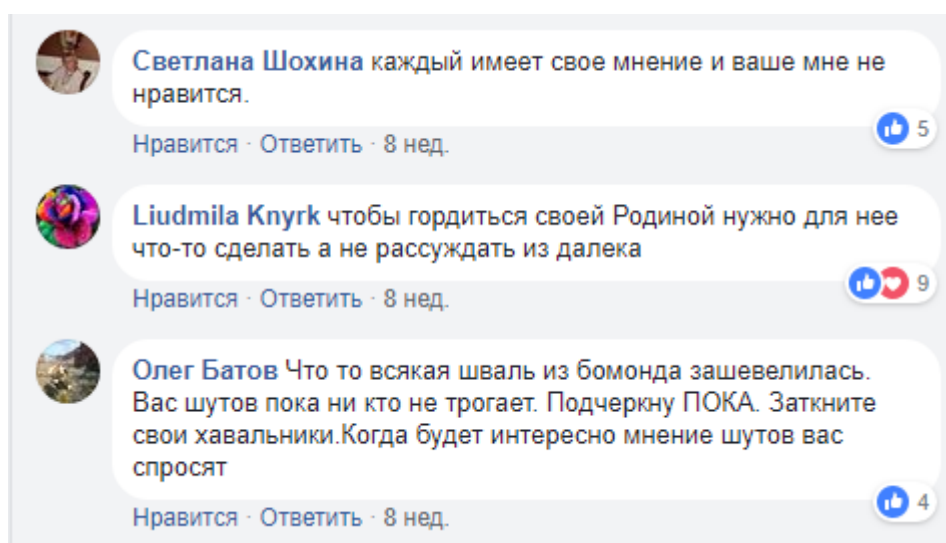 Светлана Шохина каждый имеет свое мнение и ваше мне не
нравится.
5
Нравится · Ответить · 8 нед.
Liudmila Knyrk чтобы гордиться своей Родиной нужно для нее
что-то сделать а не рассуждать из далека
9
Нравится · Ответить · 8 нед.
Олег Батов Что то всякая шваль из бомонда зашевелилась.
Вас шутов пока ни кто не трогает. Подчеркну ПОКА. Заткните
свои хавальники.Когда будет интересно мнение шутов вас
спросят
4
Нравится · Ответить · 8 нед.